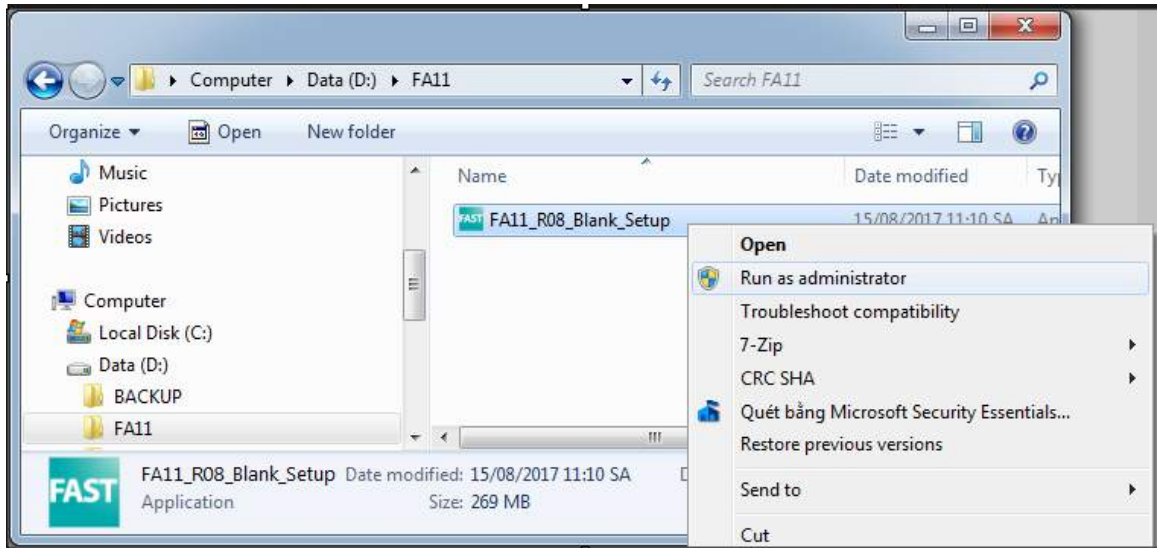 Computer Data (D:) FA11 Search FA11
Organize Open New folder
Music
Pictures
Videos
Computer
Local Disk (C:)
Data (D:)
BACKUP
FA11
Name Date modified
FAST FA11_R08_Blank_Setup 15/08/2017 11:10 SA
Open
Run as administrator
Troubleshoot compatibility
7-Zip
CRC SHA
Quét bằng Microsoft Security Essentials...
Restore previous versions
Send to
Cut
FAST
FA11_R08_Blank_Setup Date modified: 15/08/2017 11:10 SA
Application Size: 269 MB